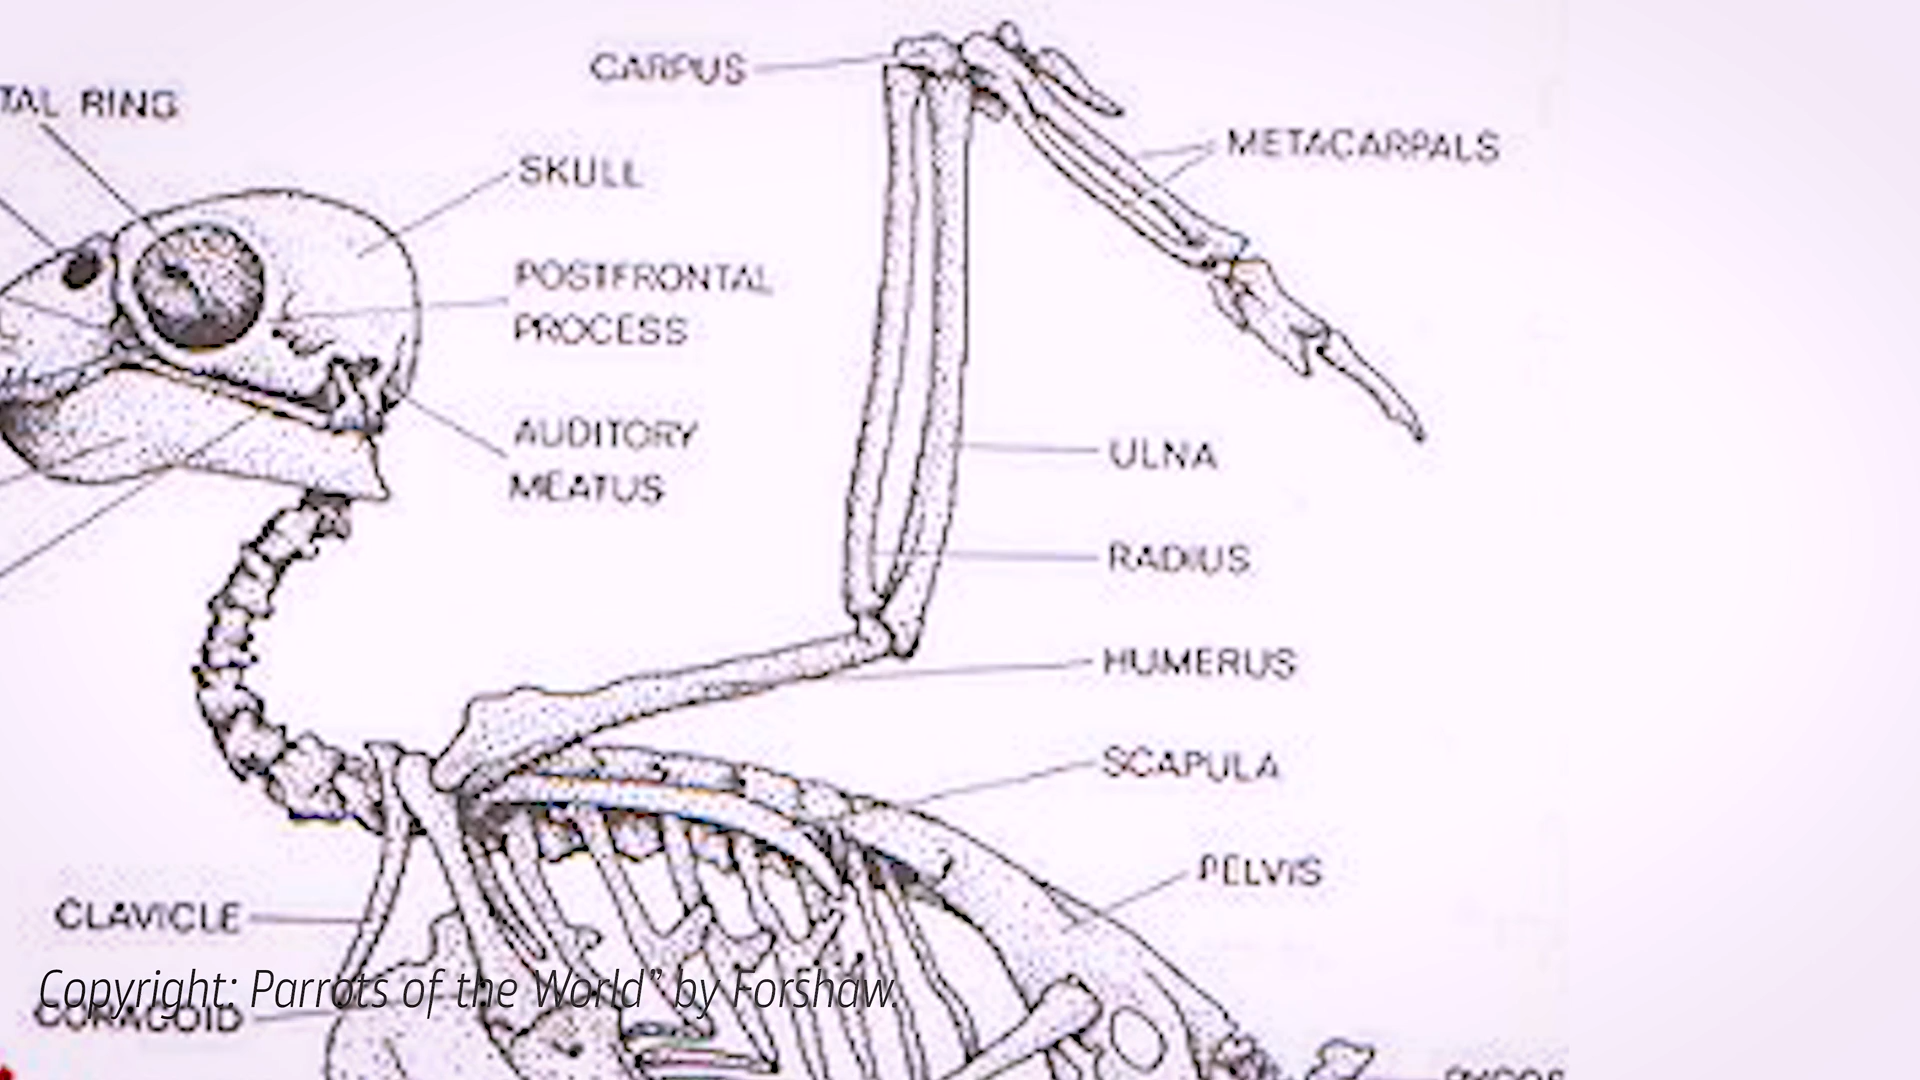 CARPUS
TAL RING
METACARPALS
SKULL
POSTFRONTAL
PROCESS
AUDITORY
MEATUS
ULNA
RADIUS
HUMERUS
SCAPULA
PELVIS
CLAVICLE
Copyright: Parrots of the World" by Forshaw.
CORACOID